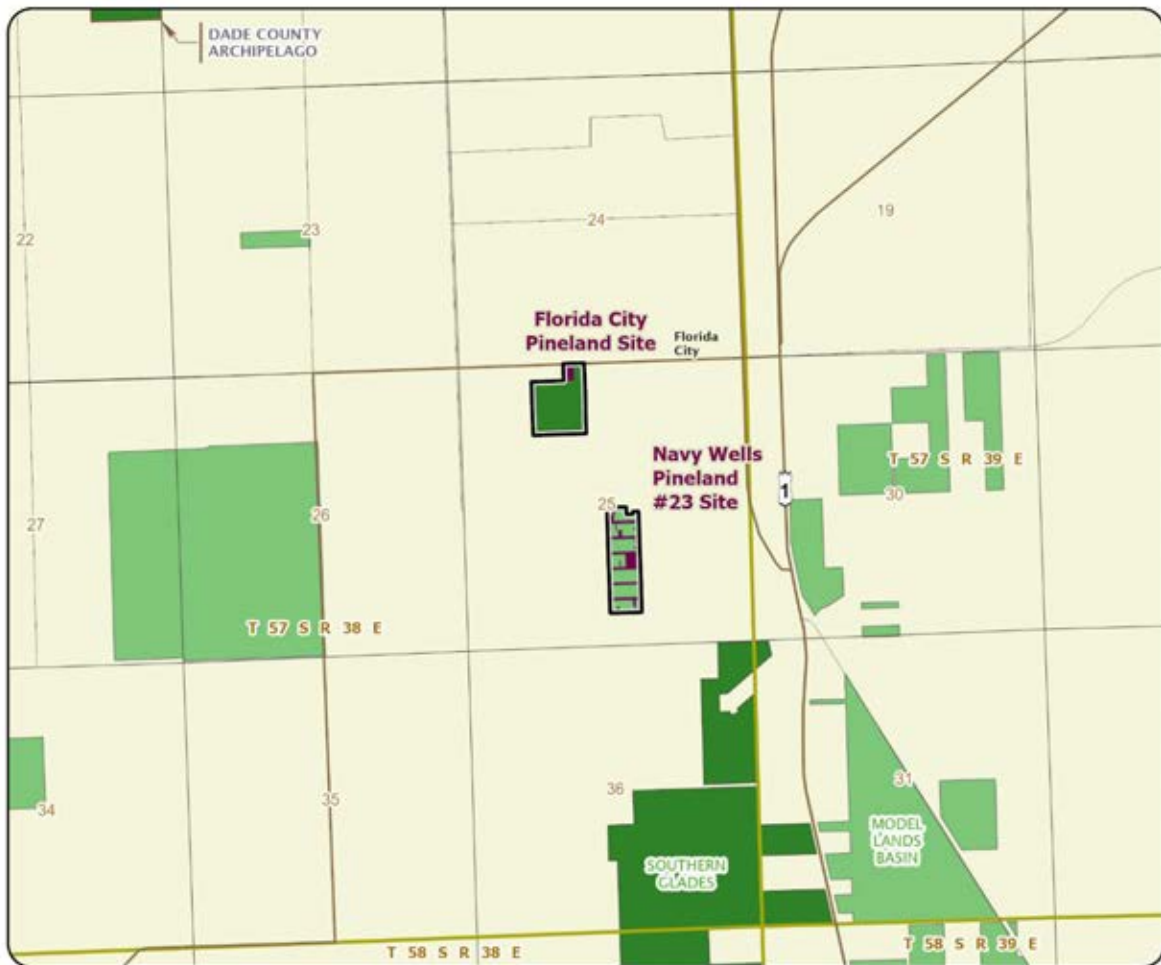 DADE COUNTY
ARCHIPELAGO
22
23
24
19
Florida City
Pineland Site
Florida
City
Navy Wells
Pineland
#23 Site
1
T 57 S R 39 E
30
25
26
27
T 57 S R 38 E
34
35
36
31
MODEL
LANDS
BASIN
SOUTHERN
GLADES
T 58 S R 38 E
T 58 S R 39 E